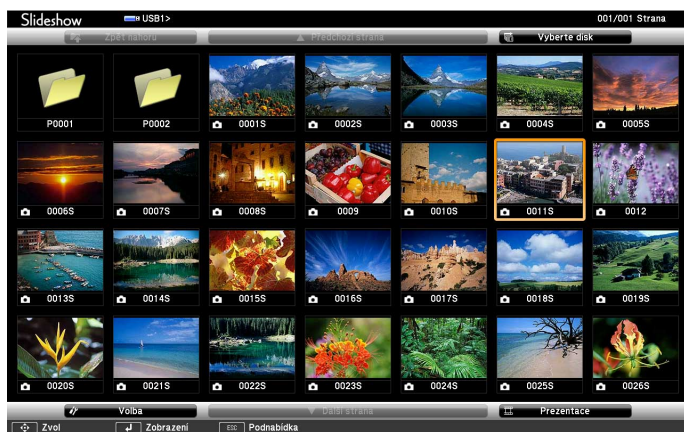 Slideshow USB1> 001/001 Strana
Zpět nahoru ▲ Předchozí strana Vyberte disk
P0001 P0002 0001S 0002S 0003S 0004S 0005S
0006S 0007S 0008S 0009 0010S 0011S 0012
0013S 0014S 0015S 0016S 0017S 0018S 0019S
0020S 0021S 0022S 0023S 0024S 0025S 0026S
Volba ▼ Další strana Prezentace
Zvol Zobrazení ESC Podnabídka